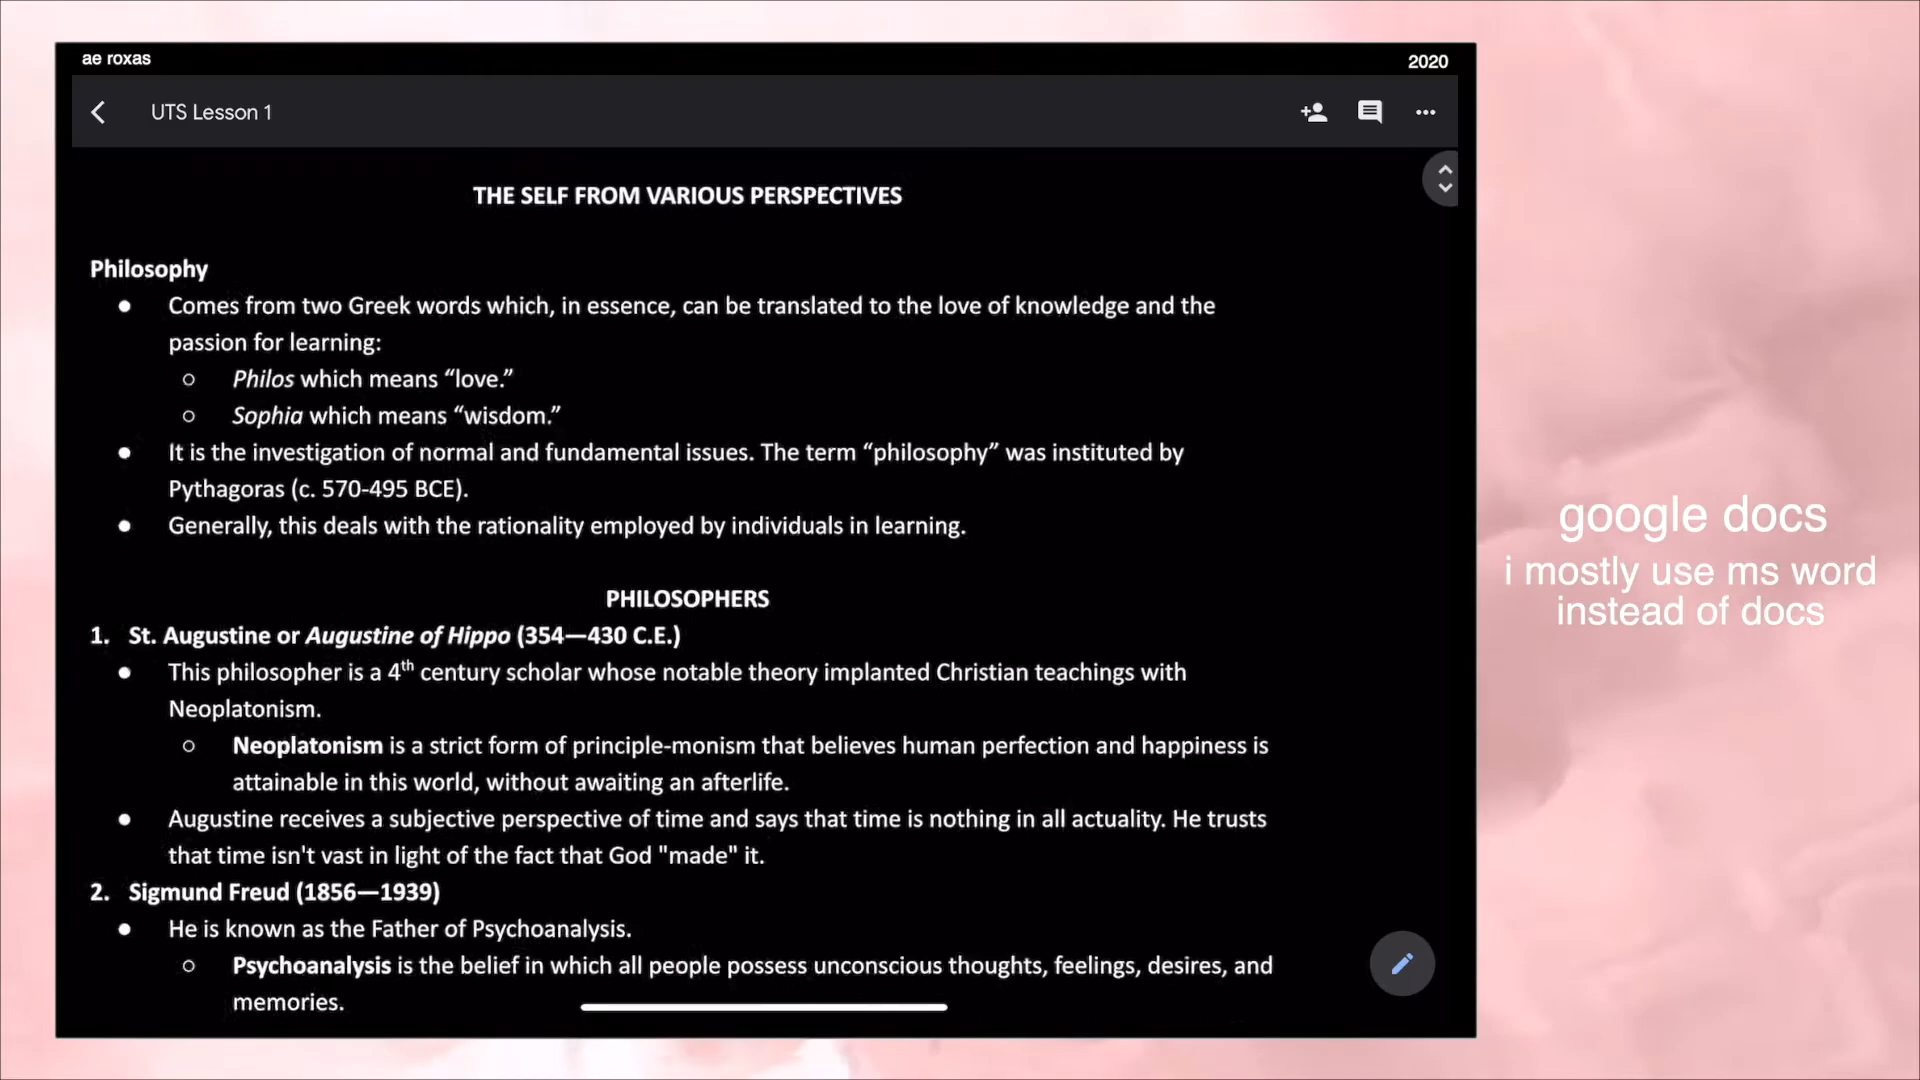 ae roxas
2020
UTS Lesson 1
THE SELF FROM VARIOUS PERSPECTIVES
Philosophy
● Comes from two Greek words which, in essence, can be translated to the love of knowledge and the
passion for learning:
○ Philos which means “love.”
○ Sophia which means “wisdom.”
● It is the investigation of normal and fundamental issues. The term “philosophy” was instituted by
Pythagoras (c. 570-495 BCE).
● Generally, this deals with the rationality employed by individuals in learning.
PHILOSOPHERS
1. St. Augustine or Augustine of Hippo (354—430 C.E.)
● This philosopher is a 4th century scholar whose notable theory implanted Christian teachings with
Neoplatonism.
○ Neoplatonism is a strict form of principle-monism that believes human perfection and happiness is
attainable in this world, without awaiting an afterlife.
● Augustine receives a subjective perspective of time and says that time is nothing in all actuality. He trusts
that time isn't vast in light of the fact that God "made" it.
2. Sigmund Freud (1856—1939)
● He is known as the Father of Psychoanalysis.
○ Psychoanalysis is the belief in which all people possess unconscious thoughts, feelings, desires, and
memories.
google docs
i mostly use ms word
instead of docs